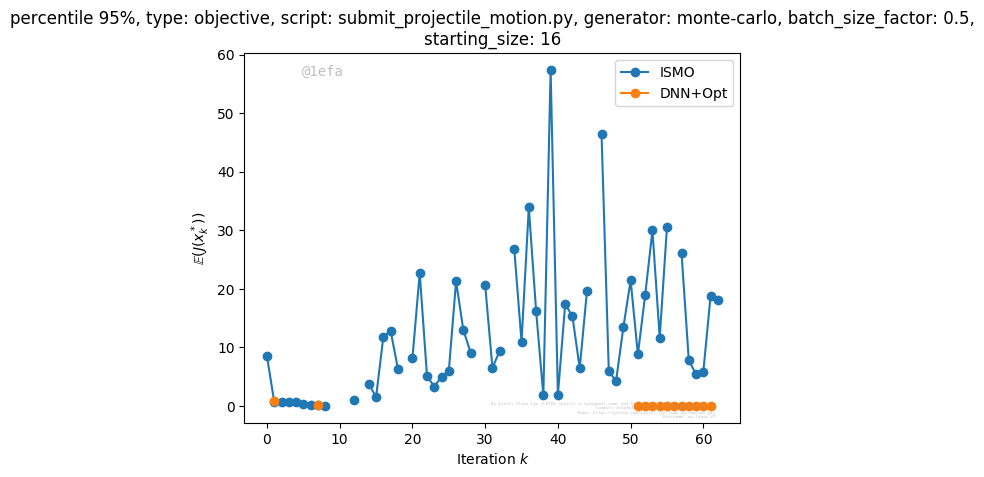 percentile 95%, type: objective, script: submit_projectile_motion.py, generator: monte-carlo, batch_size_factor: 0.5,
starting_size: 16
@1efa
ISMO
DNN+Opt
60
50
40
30
20
10
0
𝔼(J(x_k^*))
0 10 20 30 40 50 60
Iteration k